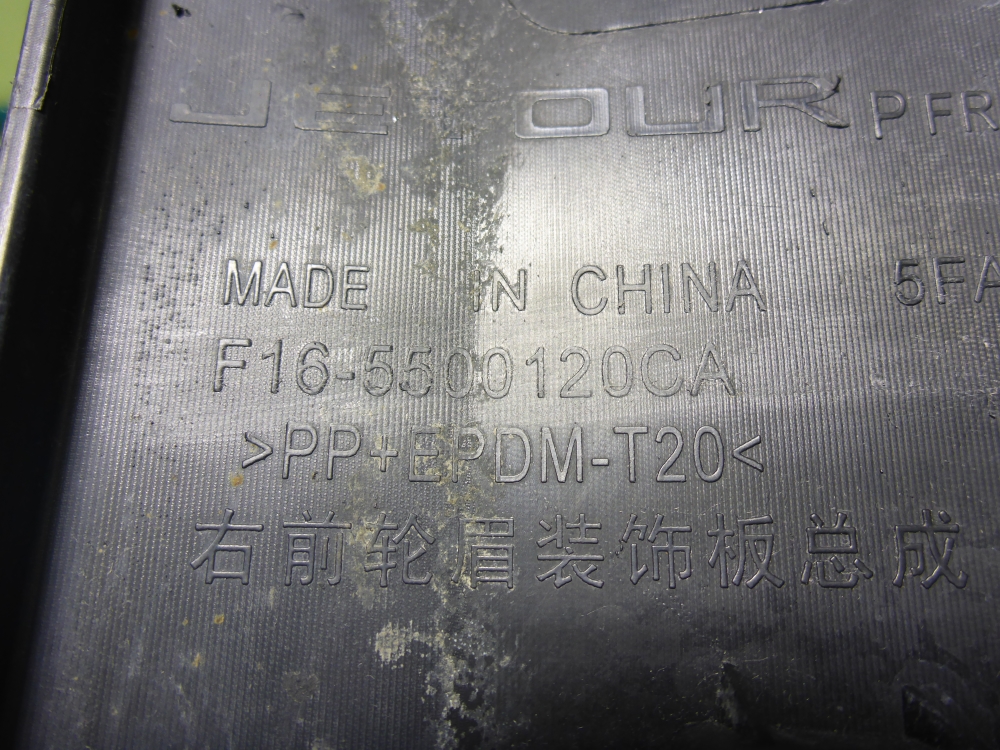 JETOUR P FR
MADE IN CHINA 5FA
F16-5500120CA
>PP+EPDM-T20<
右前轮眉装饰板总成